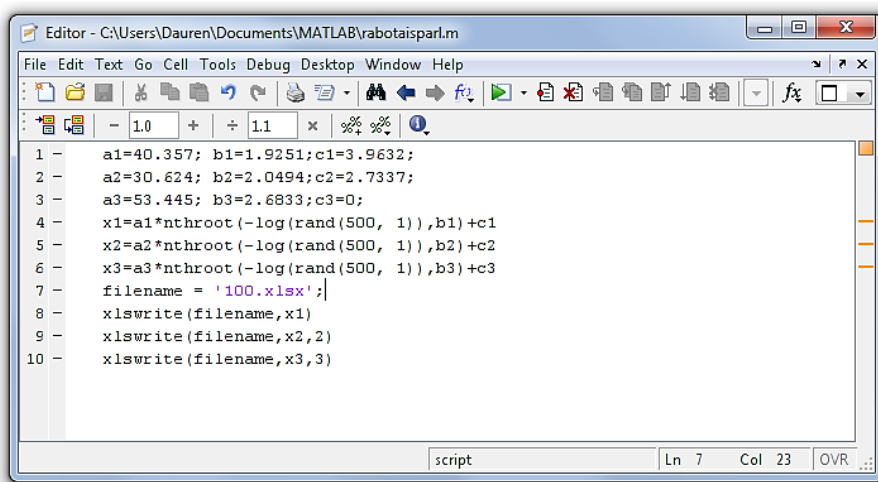 Editor - C:\Users\Dauren\Documents\MATLAB\rabotaisparl.m
File Edit Text Go Cell Tools Debug Desktop Window Help
- 1.0 + ÷ 1.1 ×
1 - a1=40.357; b1=1.9251;c1=3.9632;
2 - a2=30.624; b2=2.0494;c2=2.7337;
3 - a3=53.445; b3=2.6833;c3=0;
4 - x1=a1*nthroot(-log(rand(500, 1)),b1)+c1
5 - x2=a2*nthroot(-log(rand(500, 1)),b2)+c2
6 - x3=a3*nthroot(-log(rand(500, 1)),b3)+c3
7 - filename = '100.xlsx';
8 - xlswrite(filename,x1)
9 - xlswrite(filename,x2,2)
10 - xlswrite(filename,x3,3)
script Ln 7 Col 23 OVR